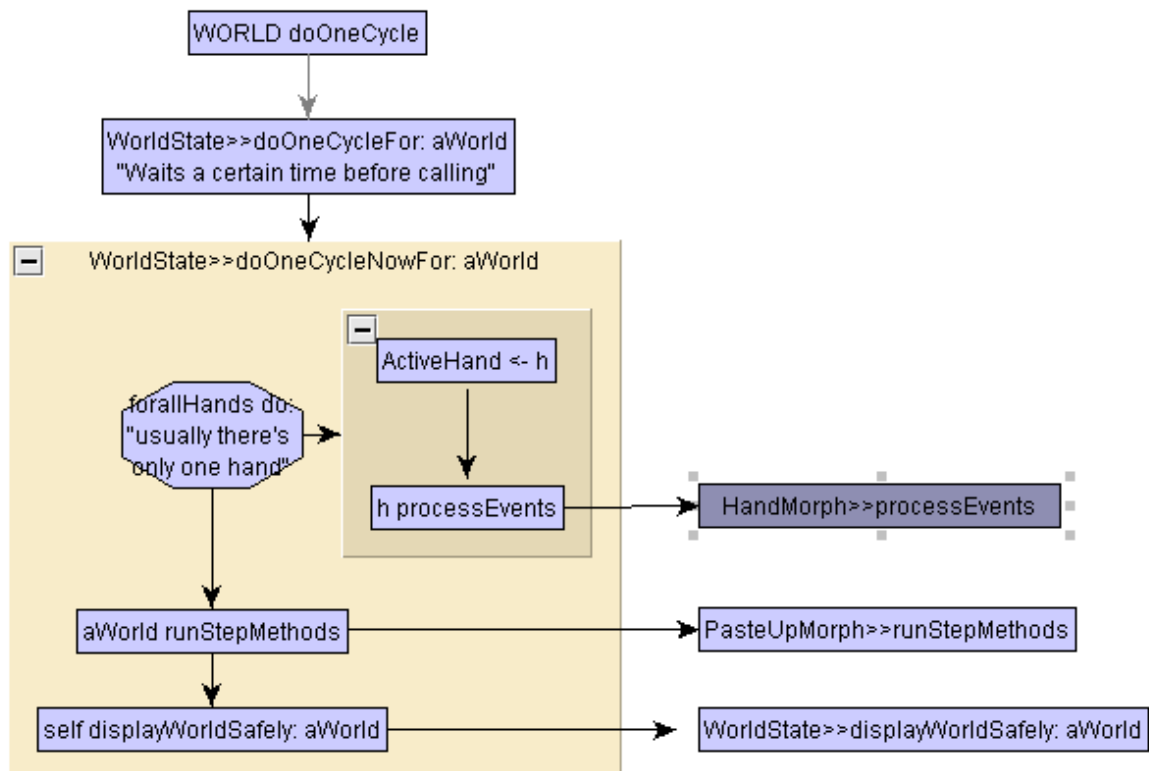 WORLD doOneCycle
WorldState>>doOneCycleFor: aWorld
"Waits a certain time before calling"
WorldState>>doOneCycleNowFor: aWorld
ActiveHand <- h
forallHands do:
"usually there's
only one hand"
h processEvents
HandMorph>>processEvents
aWorld runStepMethods
PasteUpMorph>>runStepMethods
self displayWorldSafely: aWorld
WorldState>>displayWorldSafely: aWorld